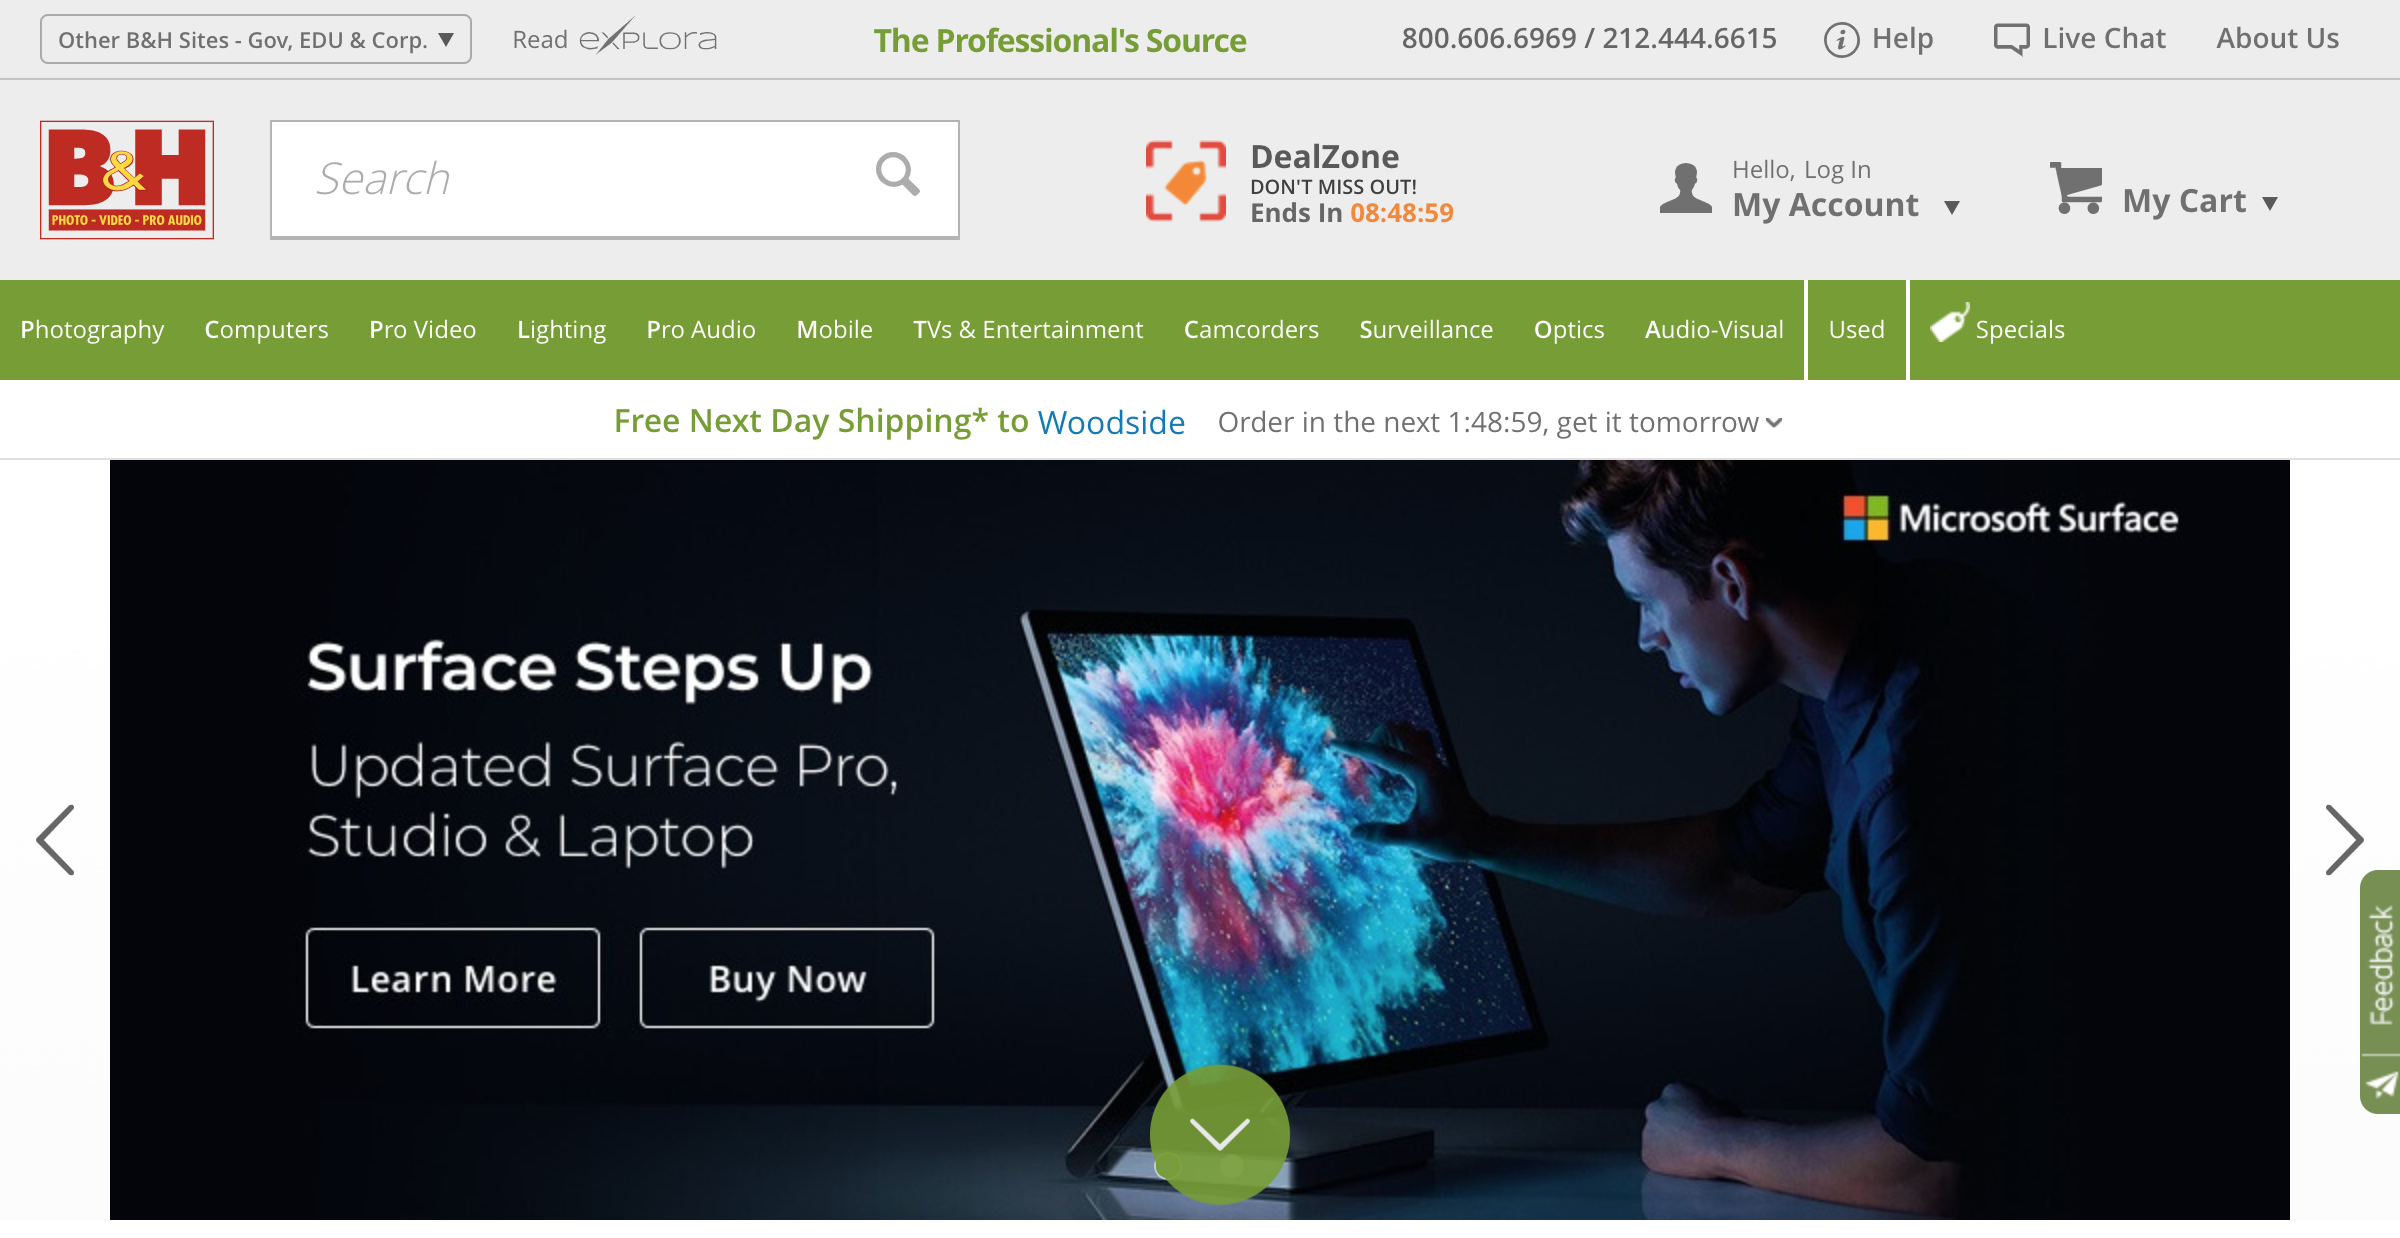 Other B&H Sites - Gov, EDU & Corp. ▼
Read eXPLORA
The Professional's Source
800.606.6969 / 212.444.6615
Help
Live Chat
About Us
B&H
PHOTO - VIDEO - PRO AUDIO
Search
DealZone
DON'T MISS OUT!
Ends In 08:48:59
Hello, Log In
My Account ▼
My Cart ▼
Photography Computers Pro Video Lighting Pro Audio Mobile TVs & Entertainment Camcorders Surveillance Optics Audio-Visual Used Specials
Free Next Day Shipping* to Woodside Order in the next 1:48:59, get it tomorrow
Microsoft Surface
Surface Steps Up
Updated Surface Pro,
Studio & Laptop
Learn More
Buy Now
Feedback